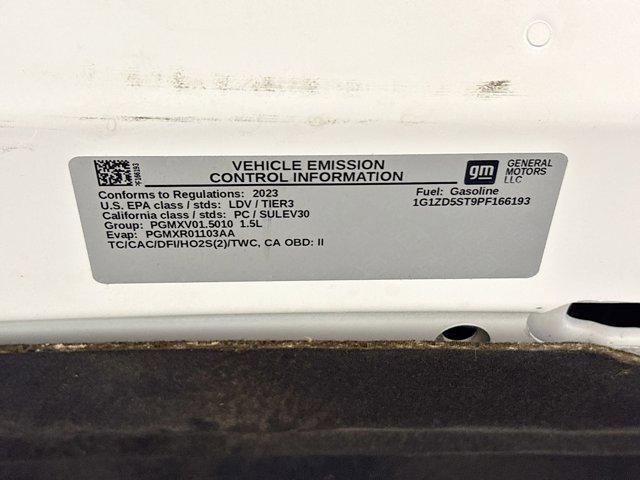 VEHICLE EMISSION
CONTROL INFORMATION
gm
GENERAL
MOTORS
LLC
PF166193
Conforms to Regulations: 2023
Fuel: Gasoline
U.S. EPA class / stds: LDV / TIER3
1G1ZD5ST9PF166193
California class / stds: PC / SULEV30
Group: PGMXV01.5010 1.5L
Evap: PGMXR01103AA
TC/CAC/DFI/HO2S(2)/TWC, CA OBD: II